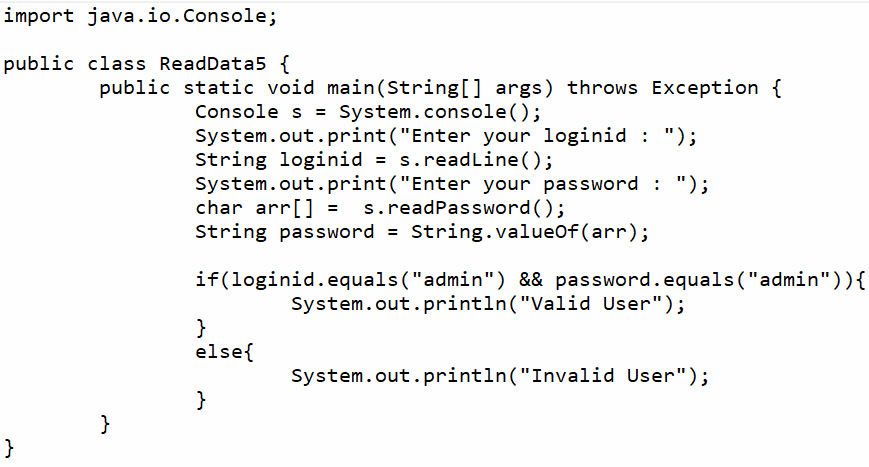 import java.io.Console;

public class ReadData5 {
        public static void main(String[] args) throws Exception {
                Console s = System.console();
                System.out.print("Enter your loginid : ");
                String loginid = s.readLine();
                System.out.print("Enter your password : ");
                char arr[] =  s.readPassword();
                String password = String.valueOf(arr);

                if(loginid.equals("admin") && password.equals("admin")){
                        System.out.println("Valid User");
                }
                else{
                        System.out.println("Invalid User");
                }
        }
}